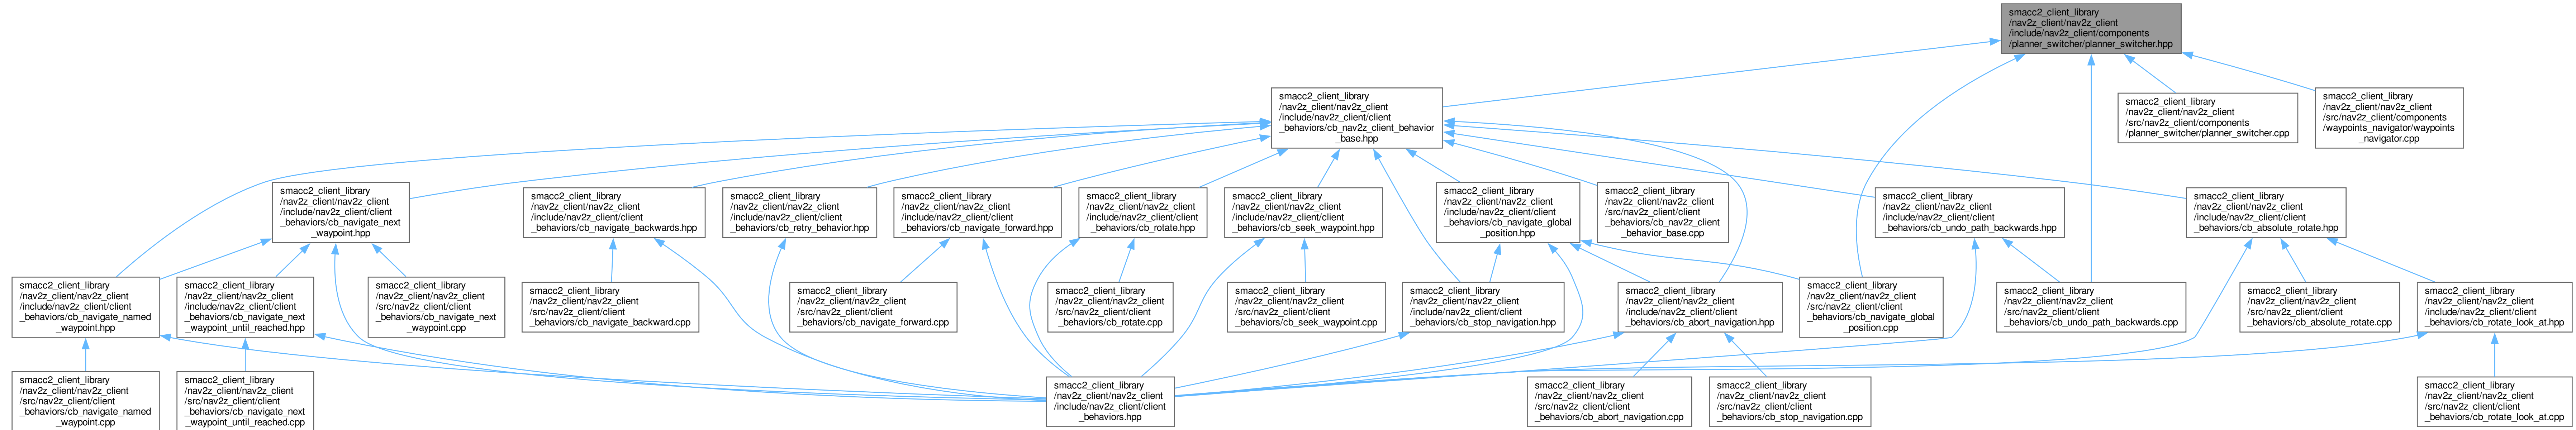 smacc2_client_library
/nav2z_client/nav2z_client
/include/nav2z_client/components
/planner_switcher/planner_switcher.hpp
smacc2_client_library
/nav2z_client/nav2z_client
/include/nav2z_client/client
_behaviors/cb_nav2z_client_behavior
_base.hpp
smacc2_client_library
/nav2z_client/nav2z_client
/src/nav2z_client/components
/planner_switcher/planner_switcher.cpp
smacc2_client_library
/nav2z_client/nav2z_client
/src/nav2z_client/components
/waypoints_navigator/waypoints
_navigator.cpp
smacc2_client_library
/nav2z_client/nav2z_client
/include/nav2z_client/client
_behaviors/cb_navigate_next
_waypoint.hpp
smacc2_client_library
/nav2z_client/nav2z_client
/include/nav2z_client/client
_behaviors/cb_navigate_backwards.hpp
smacc2_client_library
/nav2z_client/nav2z_client
/include/nav2z_client/client
_behaviors/cb_retry_behavior.hpp
smacc2_client_library
/nav2z_client/nav2z_client
/include/nav2z_client/client
_behaviors/cb_navigate_forward.hpp
smacc2_client_library
/nav2z_client/nav2z_client
/include/nav2z_client/client
_behaviors/cb_rotate.hpp
smacc2_client_library
/nav2z_client/nav2z_client
/include/nav2z_client/client
_behaviors/cb_seek_waypoint.hpp
smacc2_client_library
/nav2z_client/nav2z_client
/include/nav2z_client/client
_behaviors/cb_navigate_global
_position.hpp
smacc2_client_library
/nav2z_client/nav2z_client
/src/nav2z_client/client
_behaviors/cb_nav2z_client
_behavior_base.cpp
smacc2_client_library
/nav2z_client/nav2z_client
/include/nav2z_client/client
_behaviors/cb_undo_path_backwards.hpp
smacc2_client_library
/nav2z_client/nav2z_client
/include/nav2z_client/client
_behaviors/cb_absolute_rotate.hpp
smacc2_client_library
/nav2z_client/nav2z_client
/include/nav2z_client/client
_behaviors/cb_navigate_named
_waypoint.hpp
smacc2_client_library
/nav2z_client/nav2z_client
/include/nav2z_client/client
_behaviors/cb_navigate_next
_waypoint_until_reached.hpp
smacc2_client_library
/nav2z_client/nav2z_client
/src/nav2z_client/client
_behaviors/cb_navigate_next
_waypoint.cpp
smacc2_client_library
/nav2z_client/nav2z_client
/src/nav2z_client/client
_behaviors/cb_navigate_backward.cpp
smacc2_client_library
/nav2z_client/nav2z_client
/src/nav2z_client/client
_behaviors/cb_navigate_forward.cpp
smacc2_client_library
/nav2z_client/nav2z_client
/src/nav2z_client/client
_behaviors/cb_rotate.cpp
smacc2_client_library
/nav2z_client/nav2z_client
/src/nav2z_client/client
_behaviors/cb_seek_waypoint.cpp
smacc2_client_library
/nav2z_client/nav2z_client
/include/nav2z_client/client
_behaviors/cb_stop_navigation.hpp
smacc2_client_library
/nav2z_client/nav2z_client
/include/nav2z_client/client
_behaviors/cb_abort_navigation.hpp
smacc2_client_library
/nav2z_client/nav2z_client
/src/nav2z_client/client
_behaviors/cb_navigate_global
_position.cpp
smacc2_client_library
/nav2z_client/nav2z_client
/src/nav2z_client/client
_behaviors/cb_undo_path_backwards.cpp
smacc2_client_library
/nav2z_client/nav2z_client
/src/nav2z_client/client
_behaviors/cb_absolute_rotate.cpp
smacc2_client_library
/nav2z_client/nav2z_client
/include/nav2z_client/client
_behaviors/cb_rotate_look_at.hpp
smacc2_client_library
/nav2z_client/nav2z_client
/src/nav2z_client/client
_behaviors/cb_navigate_named
_waypoint.cpp
smacc2_client_library
/nav2z_client/nav2z_client
/src/nav2z_client/client
_behaviors/cb_navigate_next
_waypoint_until_reached.cpp
smacc2_client_library
/nav2z_client/nav2z_client
/include/nav2z_client/client
_behaviors.hpp
smacc2_client_library
/nav2z_client/nav2z_client
/src/nav2z_client/client
_behaviors/cb_abort_navigation.cpp
smacc2_client_library
/nav2z_client/nav2z_client
/src/nav2z_client/client
_behaviors/cb_stop_navigation.cpp
smacc2_client_library
/nav2z_client/nav2z_client
/src/nav2z_client/client
_behaviors/cb_rotate_look_at.cpp